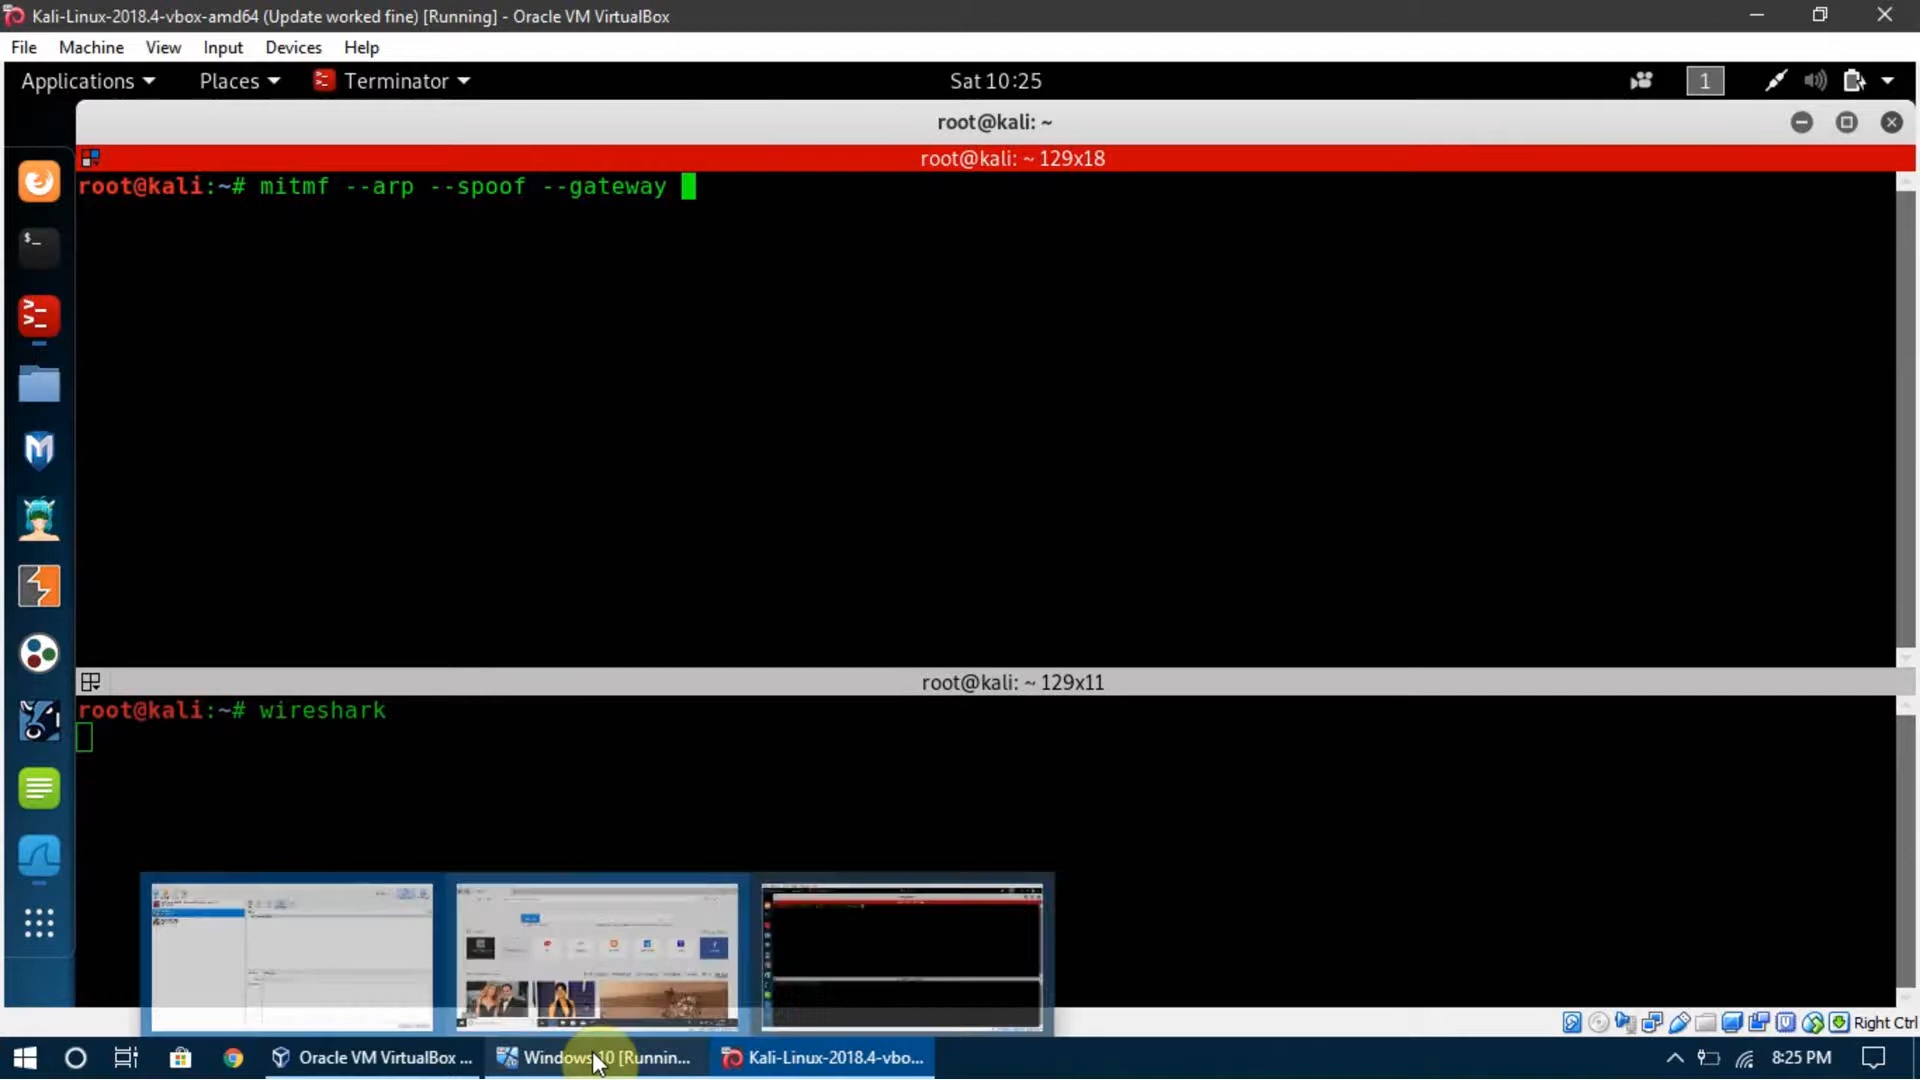 Kali-Linux-2018.4-vbox-amd64 (Update worked fine) [Running] - Oracle VM VirtualBox
File Machine View Input Devices Help
Applications Places Terminator Sat 10:25 1
root@kali: ~
root@kali: ~ 129x18
root@kali:~# mitmf --arp --spoof --gateway
root@kali: ~ 129x11
root@kali:~# wireshark
Right Ctrl
Oracle VM VirtualBox ... Windows 10 [Runnin... Kali-Linux-2018.4-vbo... 8:25 PM